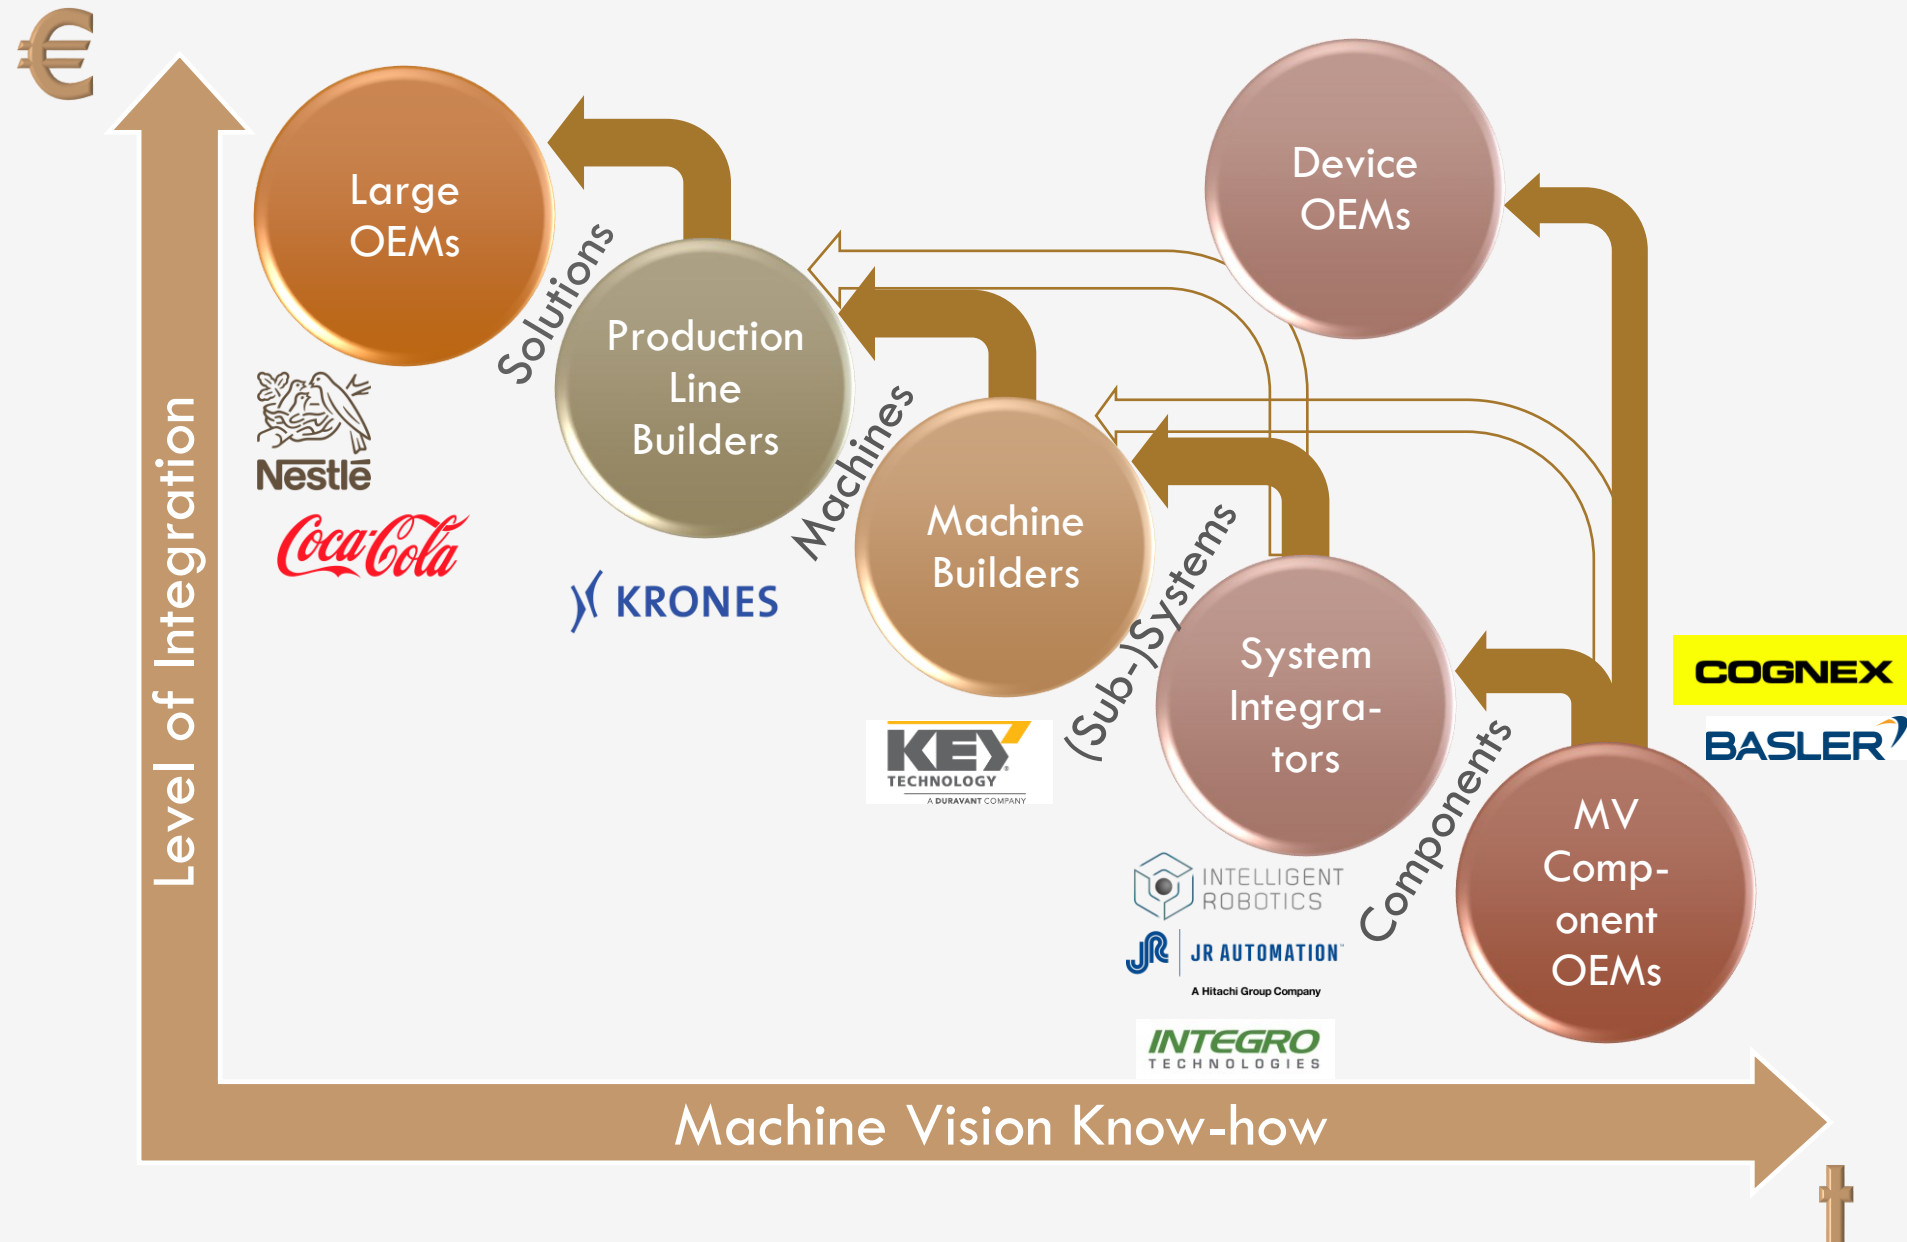 €
Large
OEMs
Device
OEMs
Solutions
Production
Line
Builders
Machines
Machine
Builders
(Sub-)Systems
System
Integra-
tors
Components
MV
Comp-
onent
OEMs
Nestlé
Coca-Cola
KRONES
KEY
TECHNOLOGY
A DURAVANT COMPANY
INTELLIGENT
ROBOTICS
JR JR AUTOMATION™
A Hitachi Group Company
INTEGRO
TECHNOLOGIES
COGNEX
BASLER
Level of Integration
Machine Vision Know-how
t